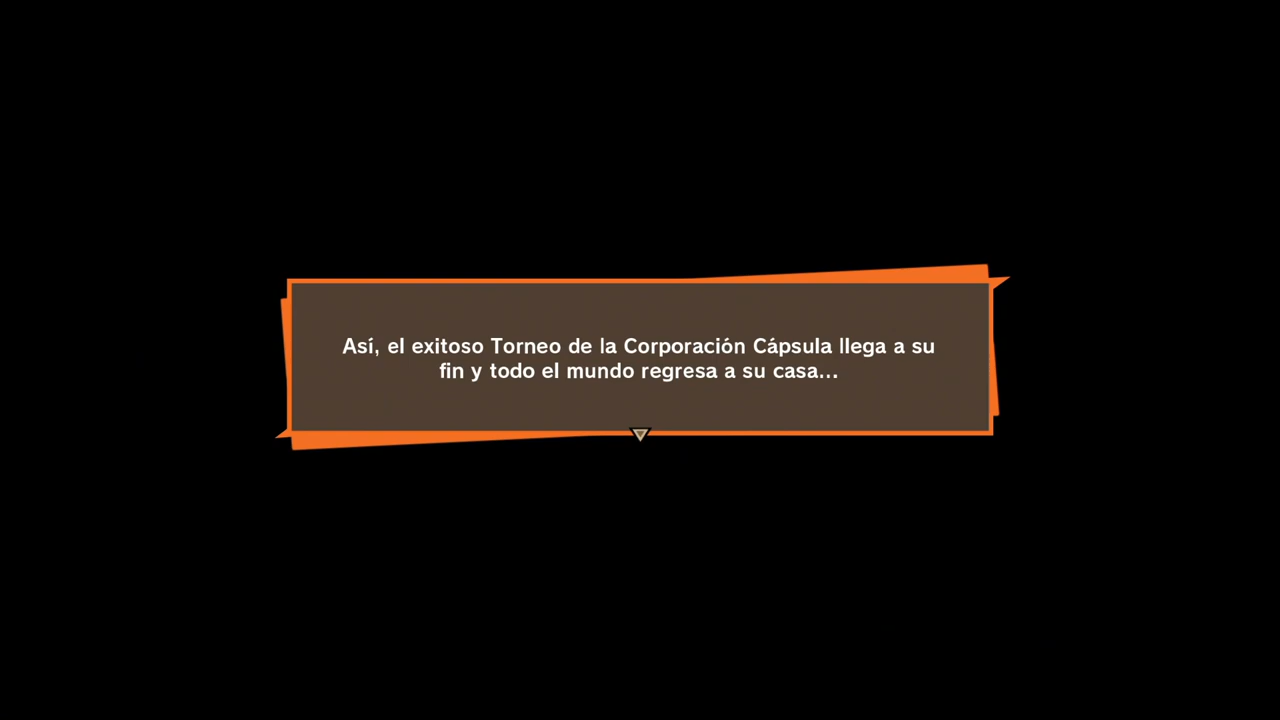 Así, el exitoso Torneo de la Corporación Cápsula llega a su
fin y todo el mundo regresa a su casa...